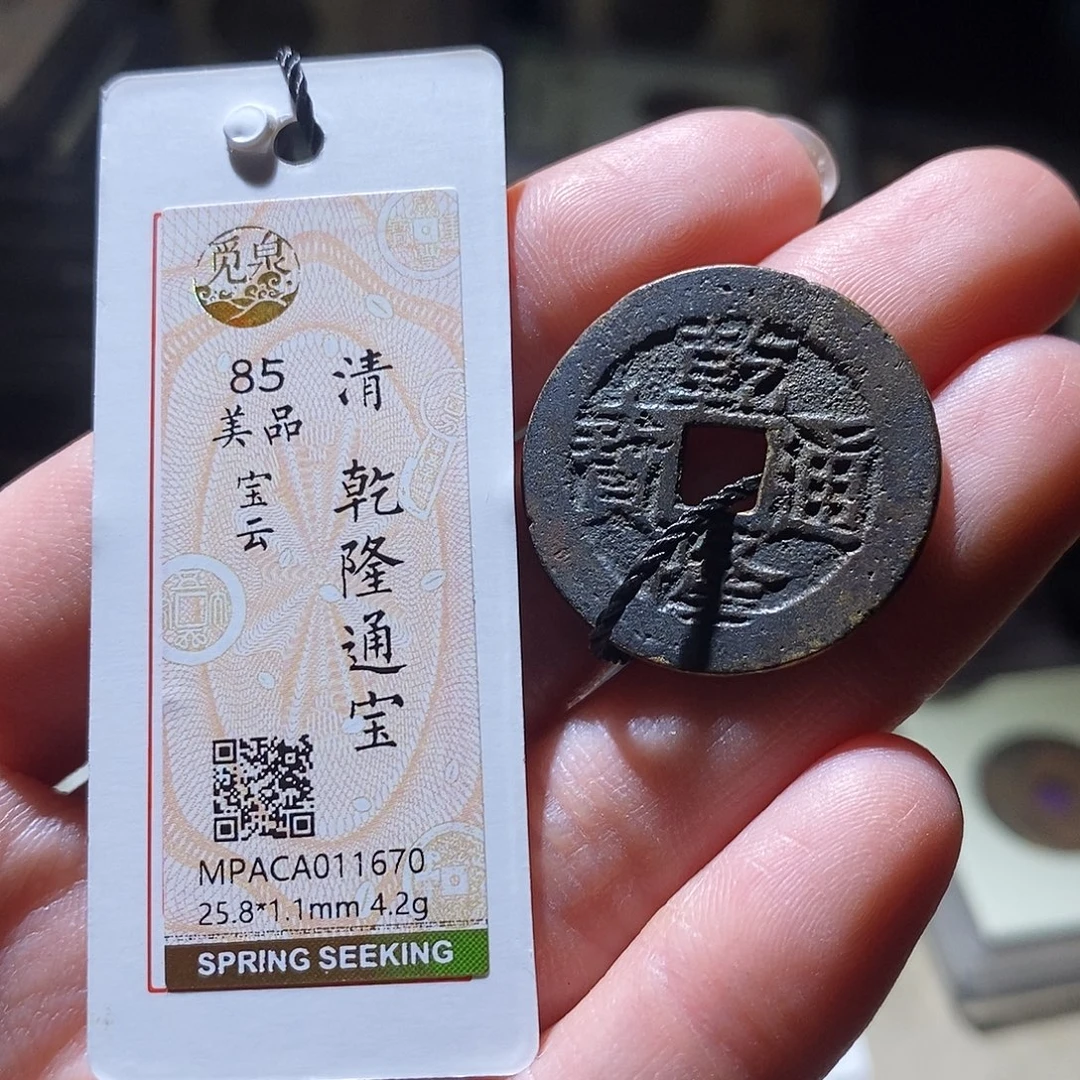 觅泉
85
美品
宝云
清 乾隆通宝
MPACA011670
25.8*1.1mm 4.2g
SPRING SEEKING
乾隆通寶